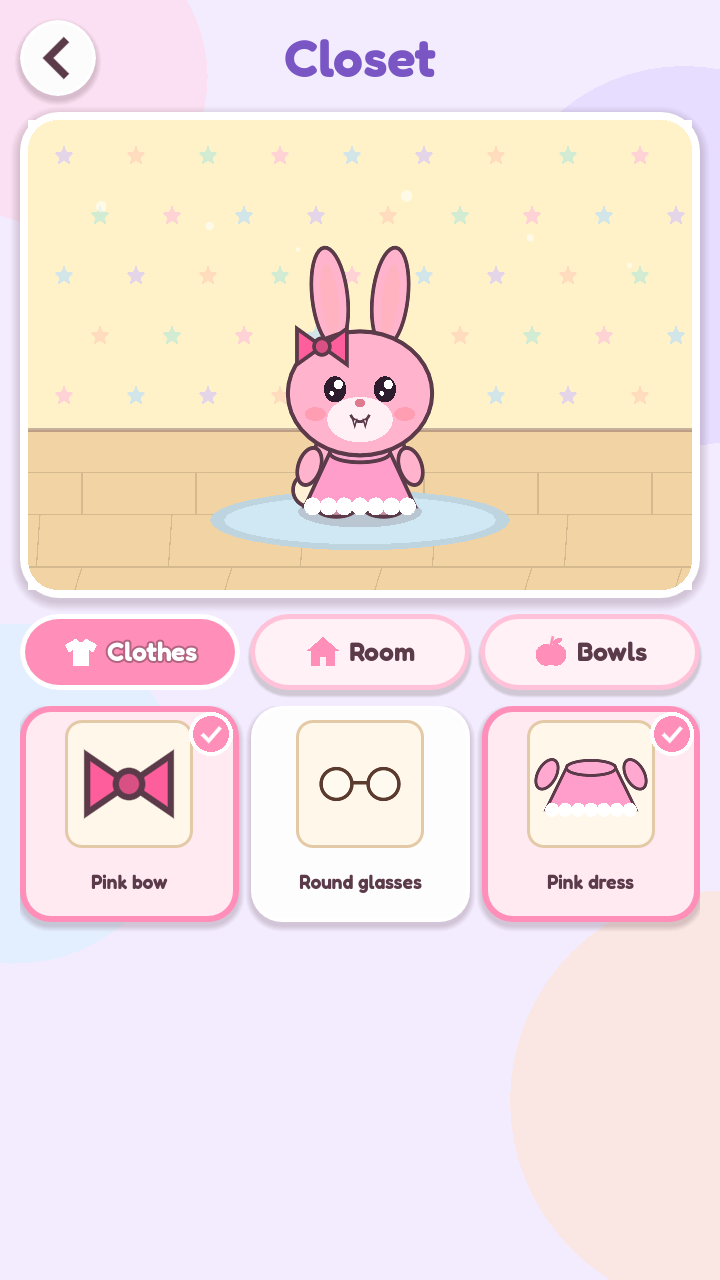 Closet
Clothes
Room
Bowls
Pink bow
Round glasses
Pink dress